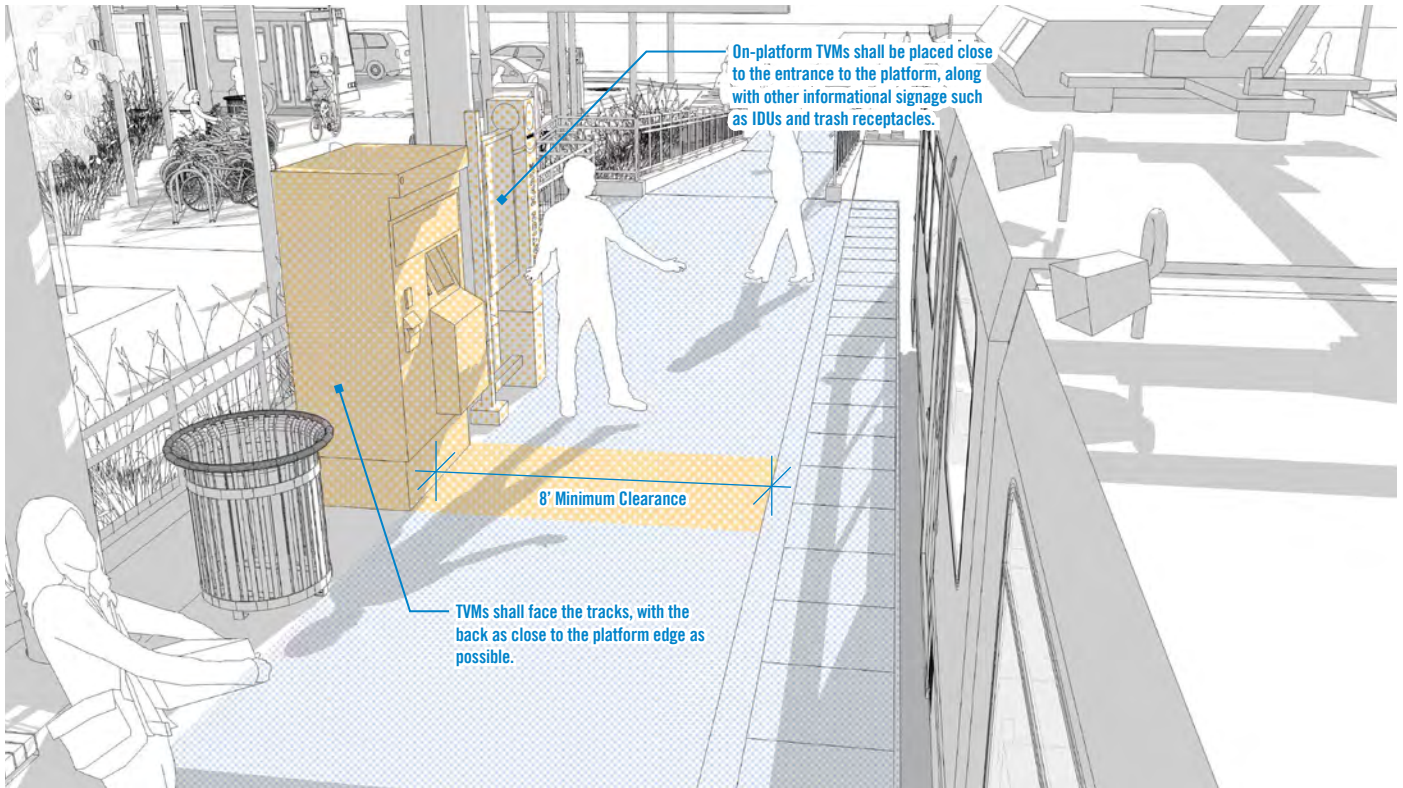 On-platform TVMs shall be placed close
to the entrance to the platform, along
with other informational signage such
as IDUs and trash receptacles.
8' Minimum Clearance
TVMs shall face the tracks, with the
back as close to the platform edge as
possible.